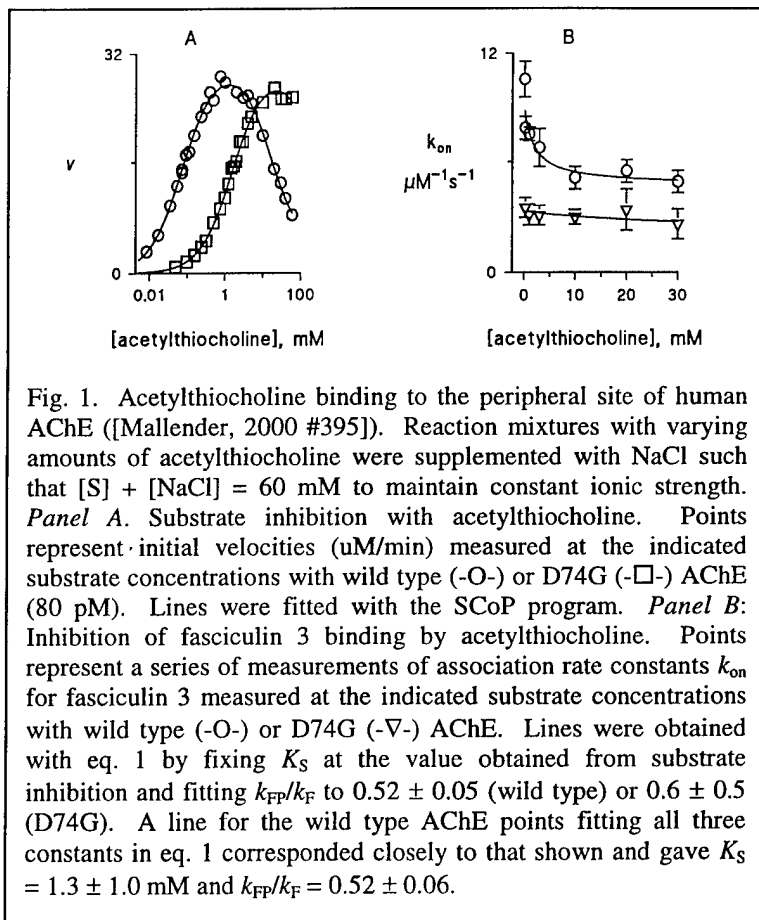 A
B
32
12
v
k_on
μM⁻¹s⁻¹
0
0
0.01 1 100
0 10 20 30
[acetylthiocholine], mM
[acetylthiocholine], mM
Fig. 1. Acetylthiocholine binding to the peripheral site of human
AChE ([Mallender, 2000 #395]). Reaction mixtures with varying
amounts of acetylthiocholine were supplemented with NaCl such
that [S] + [NaCl] = 60 mM to maintain constant ionic strength.
Panel A. Substrate inhibition with acetylthiocholine. Points
represent initial velocities (uM/min) measured at the indicated
substrate concentrations with wild type (-O-) or D74G (-□-) AChE
(80 pM). Lines were fitted with the SCoP program. Panel B:
Inhibition of fasciculin 3 binding by acetylthiocholine. Points
represent a series of measurements of association rate constants k_on
for fasciculin 3 measured at the indicated substrate concentrations
with wild type (-O-) or D74G (-∇-) AChE. Lines were obtained
with eq. 1 by fixing K_S at the value obtained from substrate
inhibition and fitting k_FP/k_F to 0.52 ± 0.05 (wild type) or 0.6 ± 0.5
(D74G). A line for the wild type AChE points fitting all three
constants in eq. 1 corresponded closely to that shown and gave K_S
= 1.3 ± 1.0 mM and k_FP/k_F = 0.52 ± 0.06.